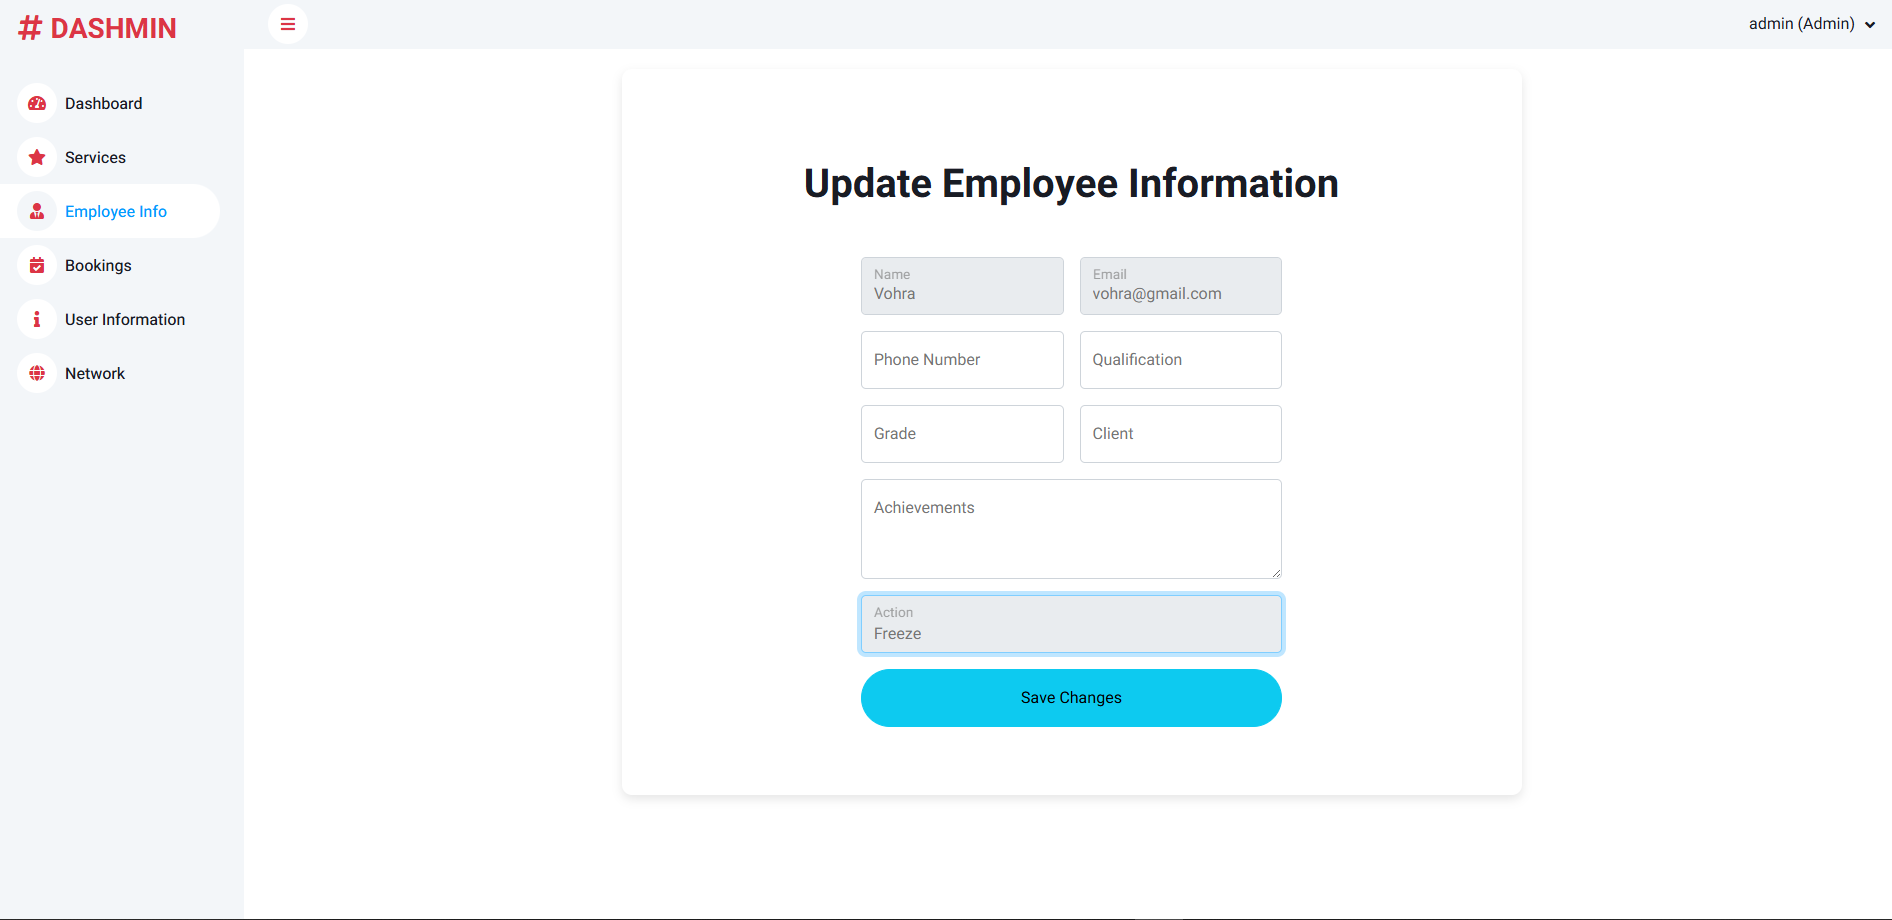 # DASHMIN
admin (Admin)
Dashboard
Services
Employee Info
Bookings
User Information
Network
Update Employee Information
Name
Vohra
Email
vohra@gmail.com
Phone Number
Qualification
Grade
Client
Achievements
Action
Freeze
Save Changes